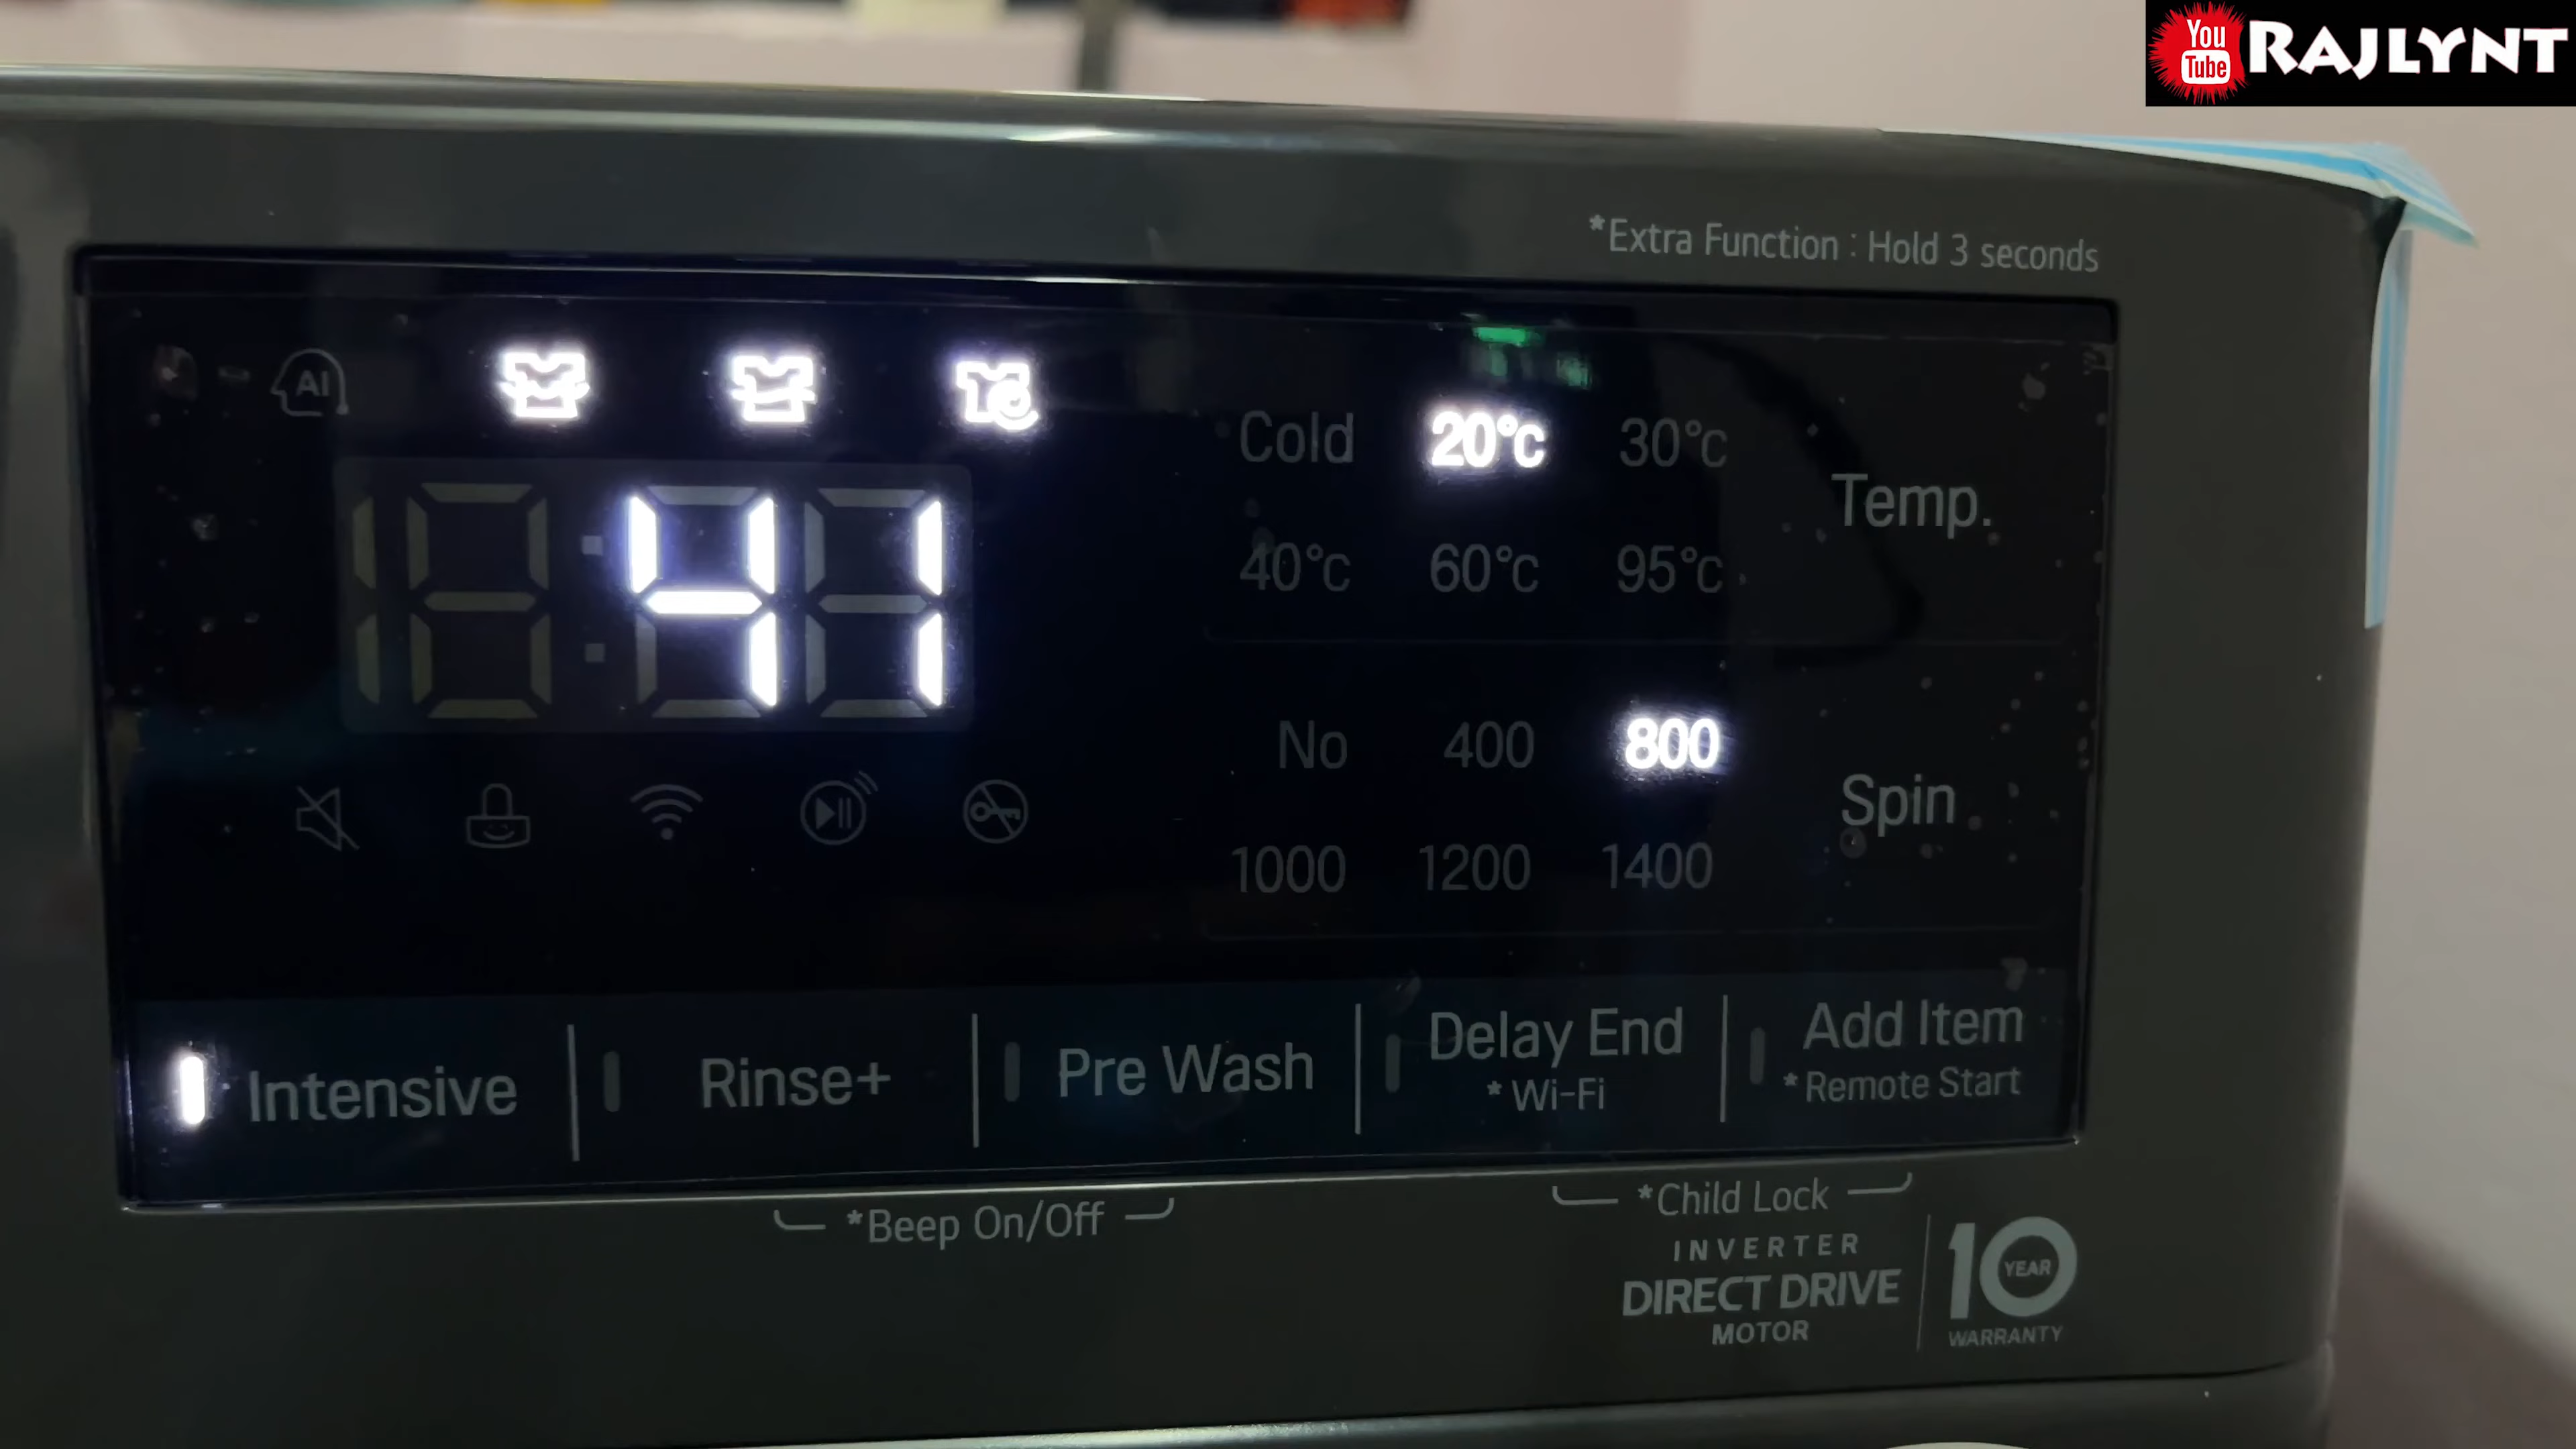 You
Tube
RAJLYNT
*Extra Function : Hold 3 seconds
AI
Cold 20°C 30°C
Temp.
40°C 60°C 95°C
41
No 400 800
Spin
1000 1200 1400
Intensive
Rinse+
Pre Wash
Delay End
* Wi-Fi
Add Item
* Remote Start
*Beep On/Off
*Child Lock
INVERTER
DIRECT DRIVE
MOTOR
10
YEAR
WARRANTY